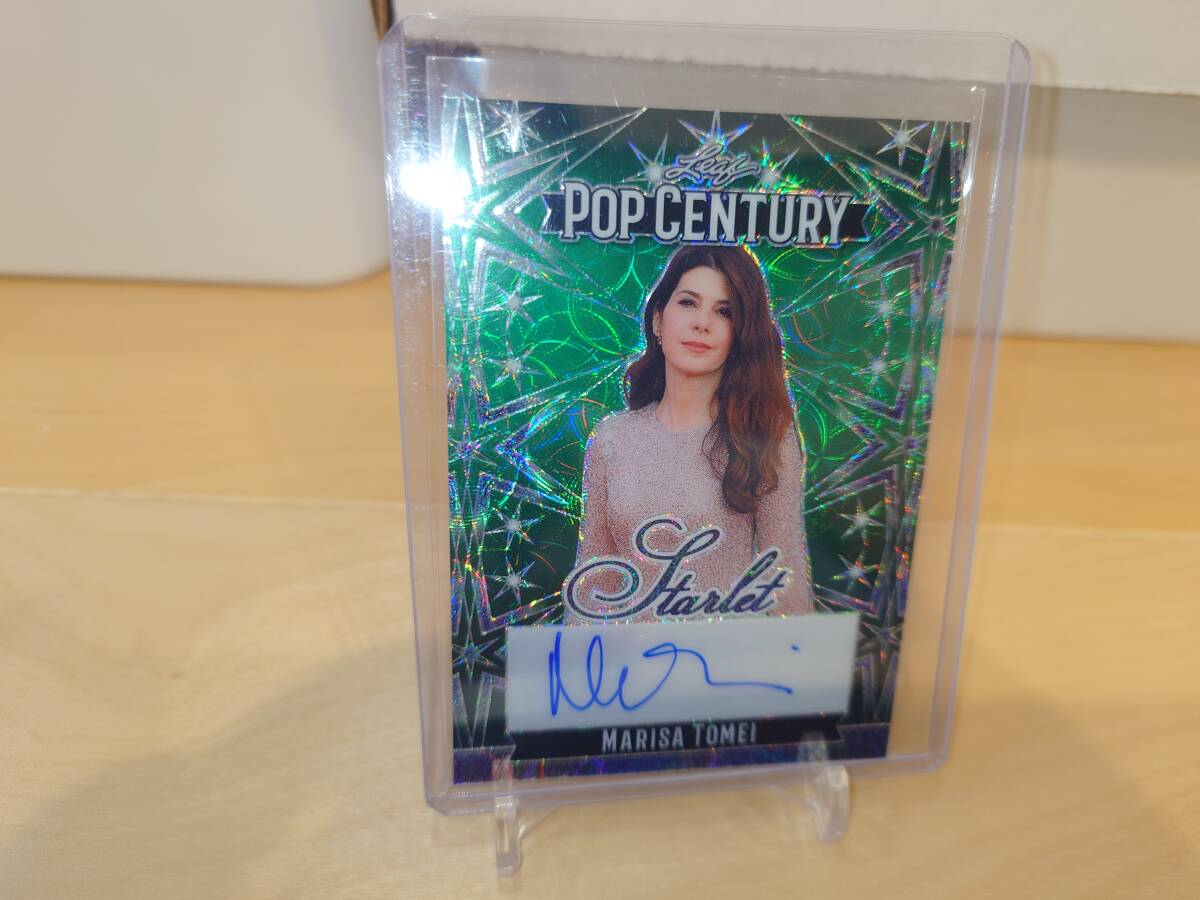 Leaf
POP CENTURY
Starlet
MARISA TOMEI